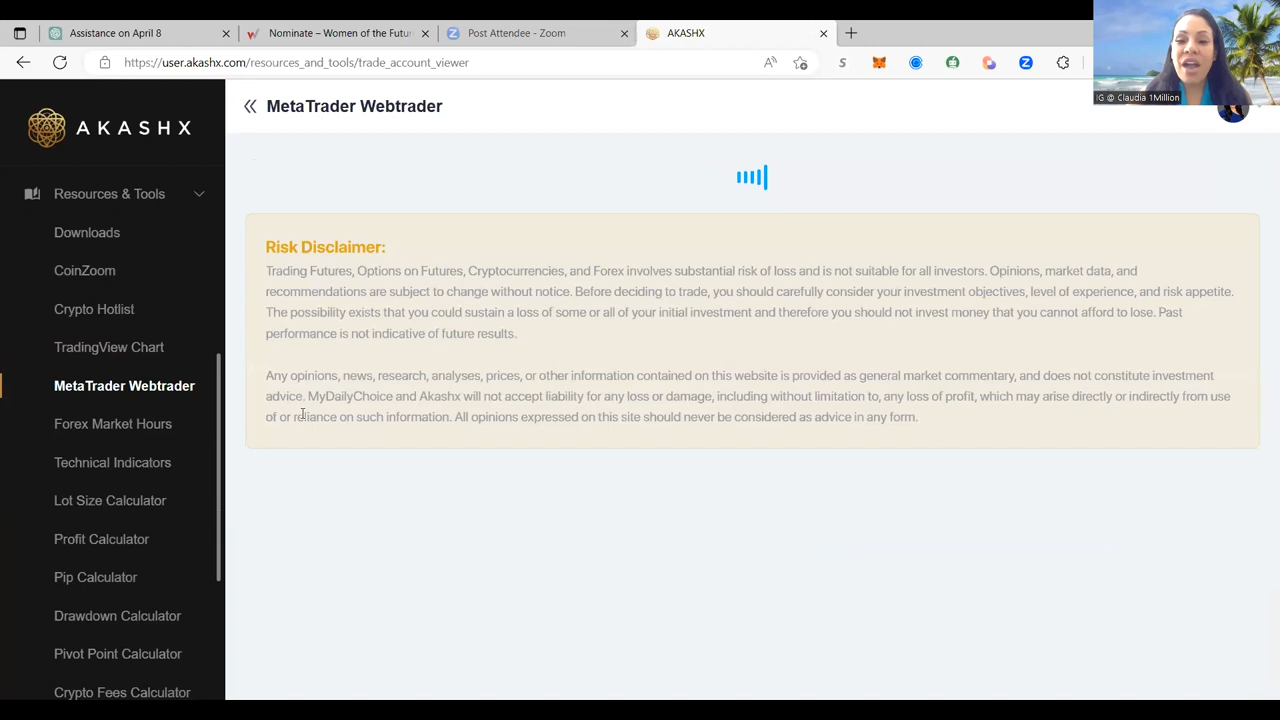 Assistance on April 8
Nominate – Women of the Futur
Post Attendee - Zoom
AKASHX
https://user.akashx.com/resources_and_tools/trade_account_viewer
IG @ Claudia 1Million
AKASHX
MetaTrader Webtrader
Resources & Tools
Downloads
CoinZoom
Crypto Hotlist
TradingView Chart
MetaTrader Webtrader
Forex Market Hours
Technical Indicators
Lot Size Calculator
Profit Calculator
Pip Calculator
Drawdown Calculator
Pivot Point Calculator
Crypto Fees Calculator
Risk Disclaimer:
Trading Futures, Options on Futures, Cryptocurrencies, and Forex involves substantial risk of loss and is not suitable for all investors. Opinions, market data, and
recommendations are subject to change without notice. Before deciding to trade, you should carefully consider your investment objectives, level of experience, and risk appetite.
The possibility exists that you could sustain a loss of some or all of your initial investment and therefore you should not invest money that you cannot afford to lose. Past
performance is not indicative of future results.
Any opinions, news, research, analyses, prices, or other information contained on this website is provided as general market commentary, and does not constitute investment
advice. MyDailyChoice and Akashx will not accept liability for any loss or damage, including without limitation to, any loss of profit, which may arise directly or indirectly from use
of or reliance on such information. All opinions expressed on this site should never be considered as advice in any form.